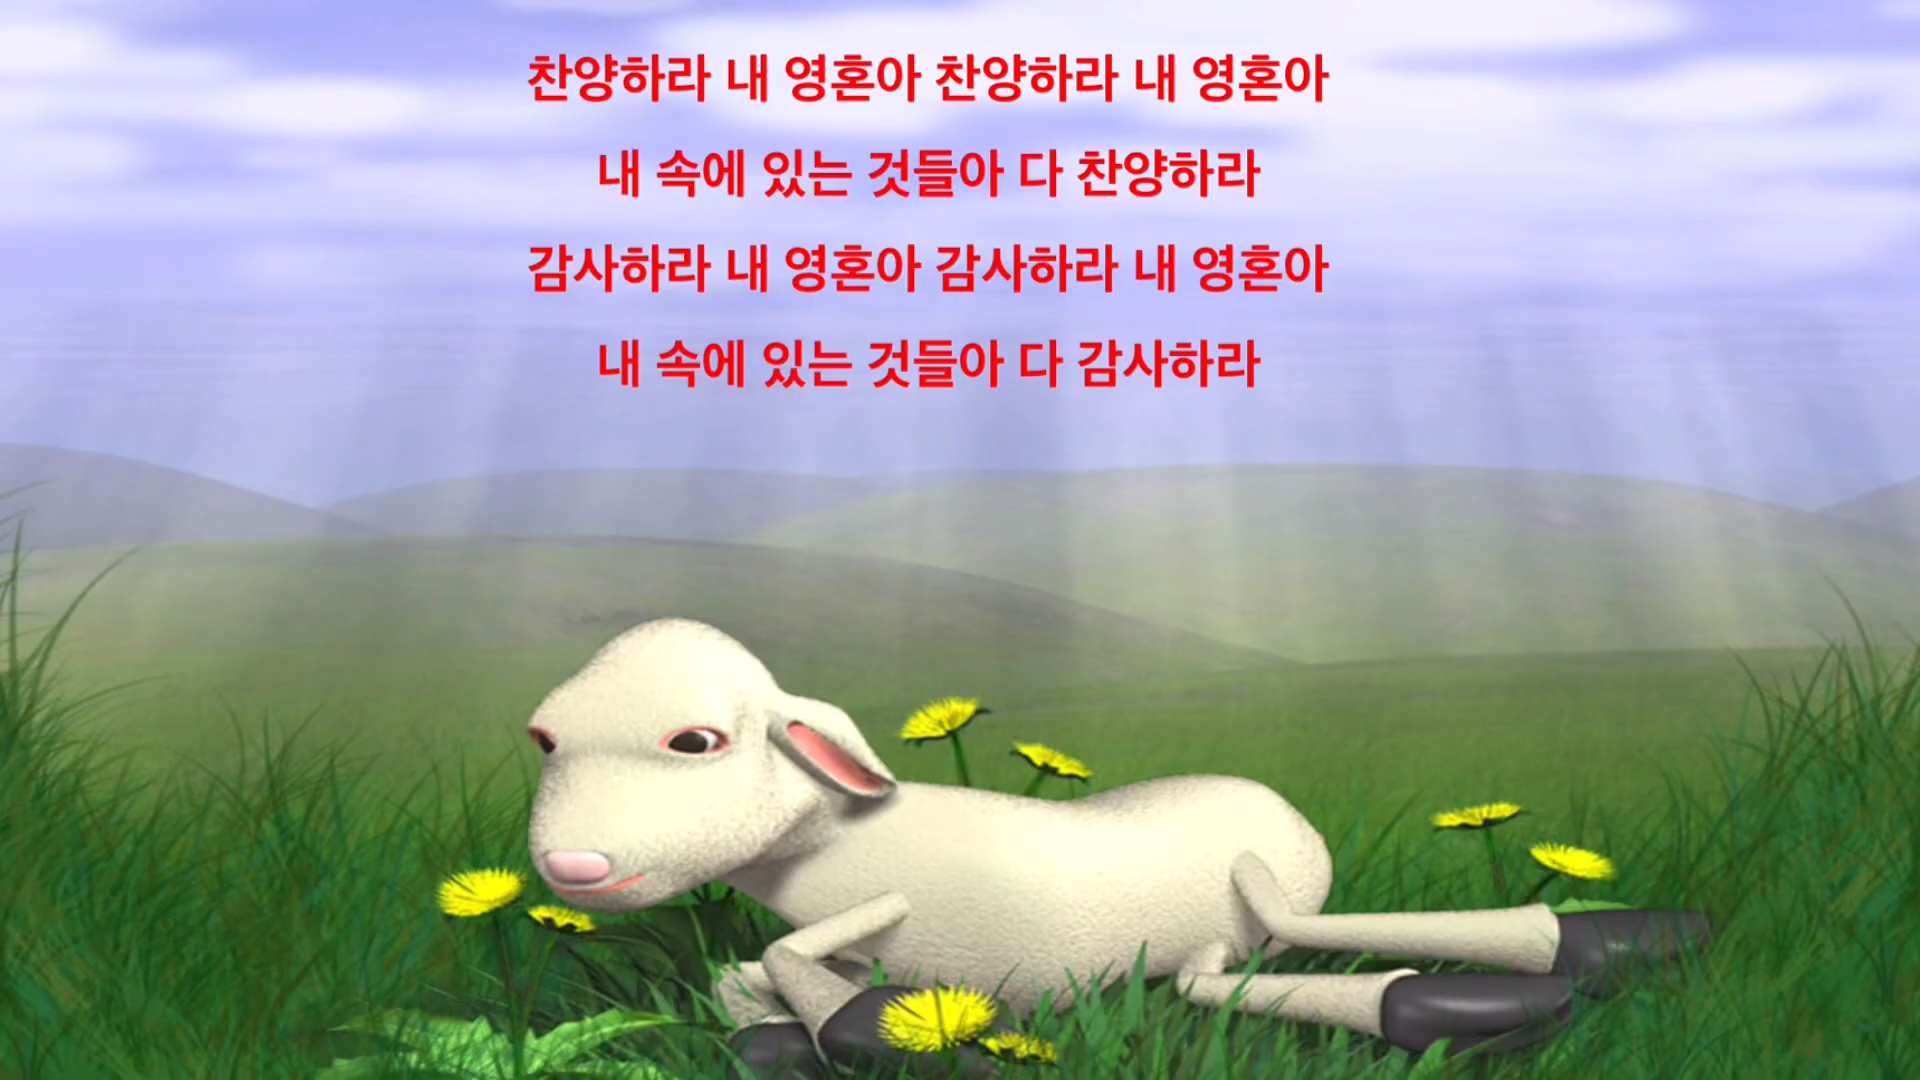 찬양하라 내 영혼아 찬양하라 내 영혼아
내 속에 있는 것들아 다 찬양하라
감사하라 내 영혼아 감사하라 내 영혼아
내 속에 있는 것들아 다 감사하라